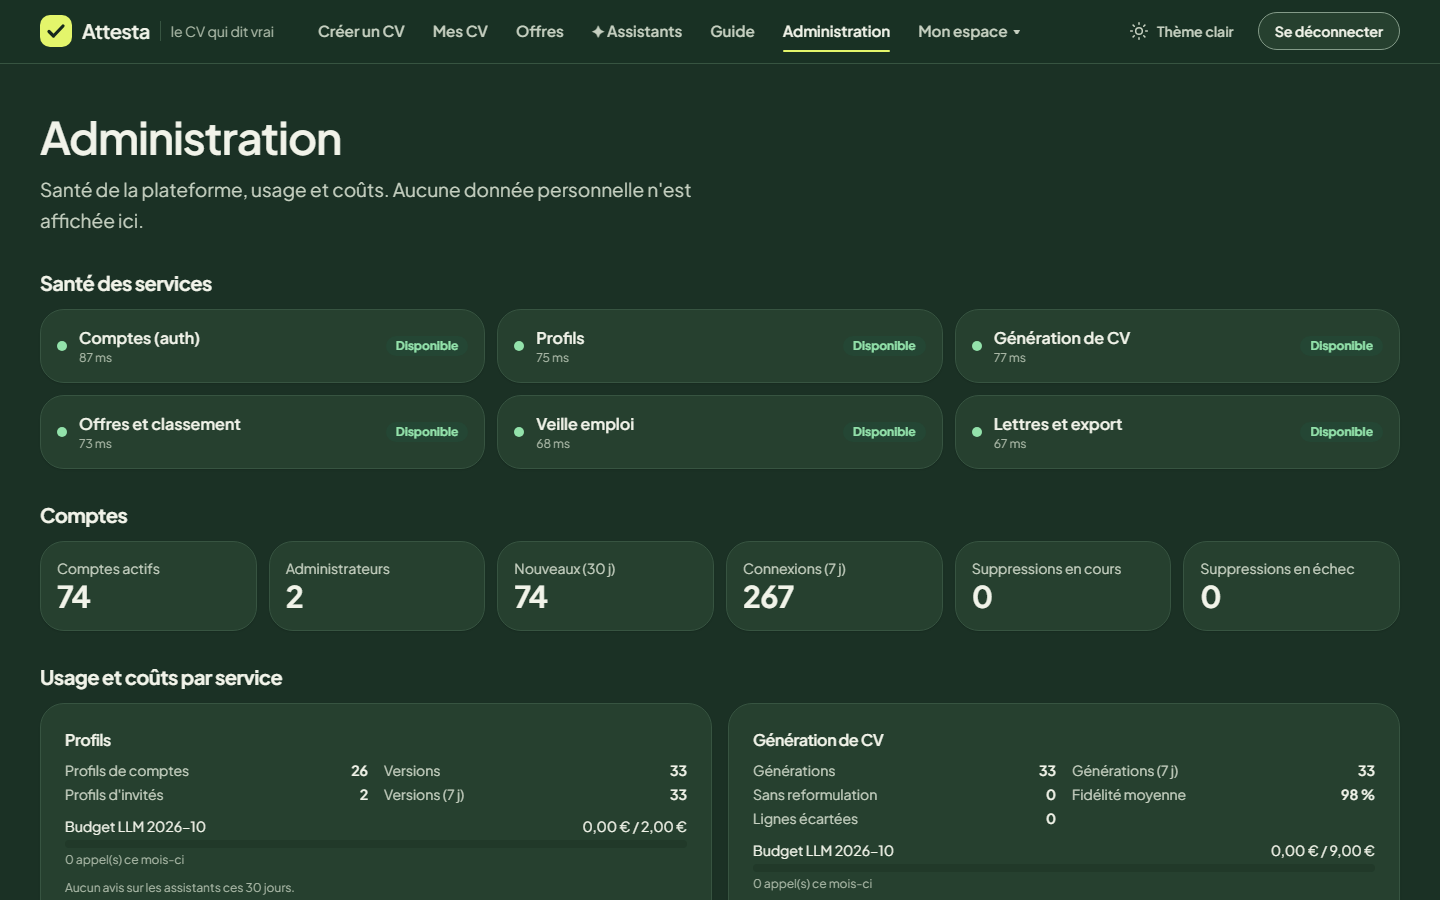 Attesta
le CV qui dit vrai
Créer un CV
Mes CV
Offres
✦ Assistants
Guide
Administration
Mon espace
Thème clair
Se déconnecter
Administration
Santé de la plateforme, usage et coûts. Aucune donnée personnelle n'est
affichée ici.
Santé des services
Comptes (auth)
87 ms
Disponible
Profils
75 ms
Disponible
Génération de CV
77 ms
Disponible
Offres et classement
73 ms
Disponible
Veille emploi
68 ms
Disponible
Lettres et export
67 ms
Disponible
Comptes
Comptes actifs
74
Administrateurs
2
Nouveaux (30 j)
74
Connexions (7 j)
267
Suppressions en cours
0
Suppressions en échec
0
Usage et coûts par service
Profils
Profils de comptes 26 Versions 33
Profils d'invités 2 Versions (7 j) 33
Budget LLM 2026-10 0,00 € / 2,00 €
0 appel(s) ce mois-ci
Aucun avis sur les assistants ces 30 jours.
Génération de CV
Générations 33 Générations (7 j) 33
Sans reformulation 0 Fidélité moyenne 98 %
Lignes écartées 0
Budget LLM 2026-10 0,00 € / 9,00 €
0 appel(s) ce mois-ci